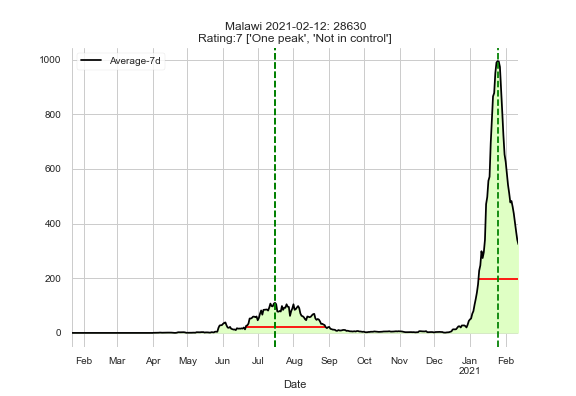 Malawi 2021-02-12: 28630
Rating:7 ['One peak', 'Not in control']
Average-7d
1000
800
600
400
200
0
Feb Mar Apr May Jun Jul Aug Sep Oct Nov Dec Jan Feb
2021
Date